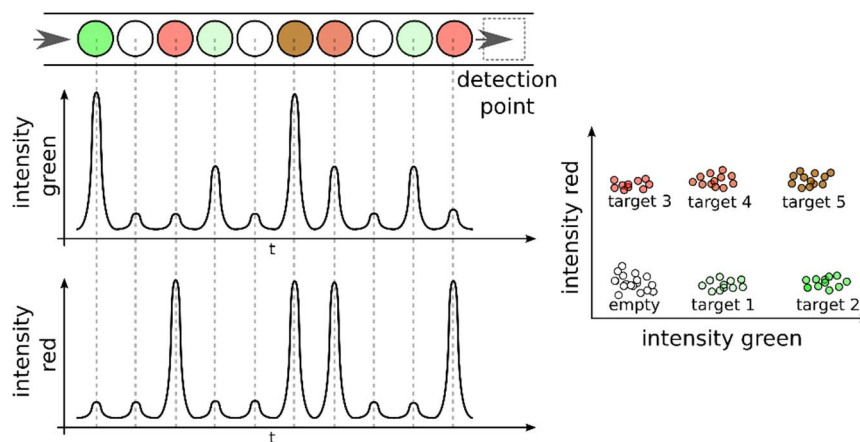 detection
point
intensity
green
t
intensity
red
t
intensity red
target 3 target 4 target 5
empty target 1 target 2
intensity green